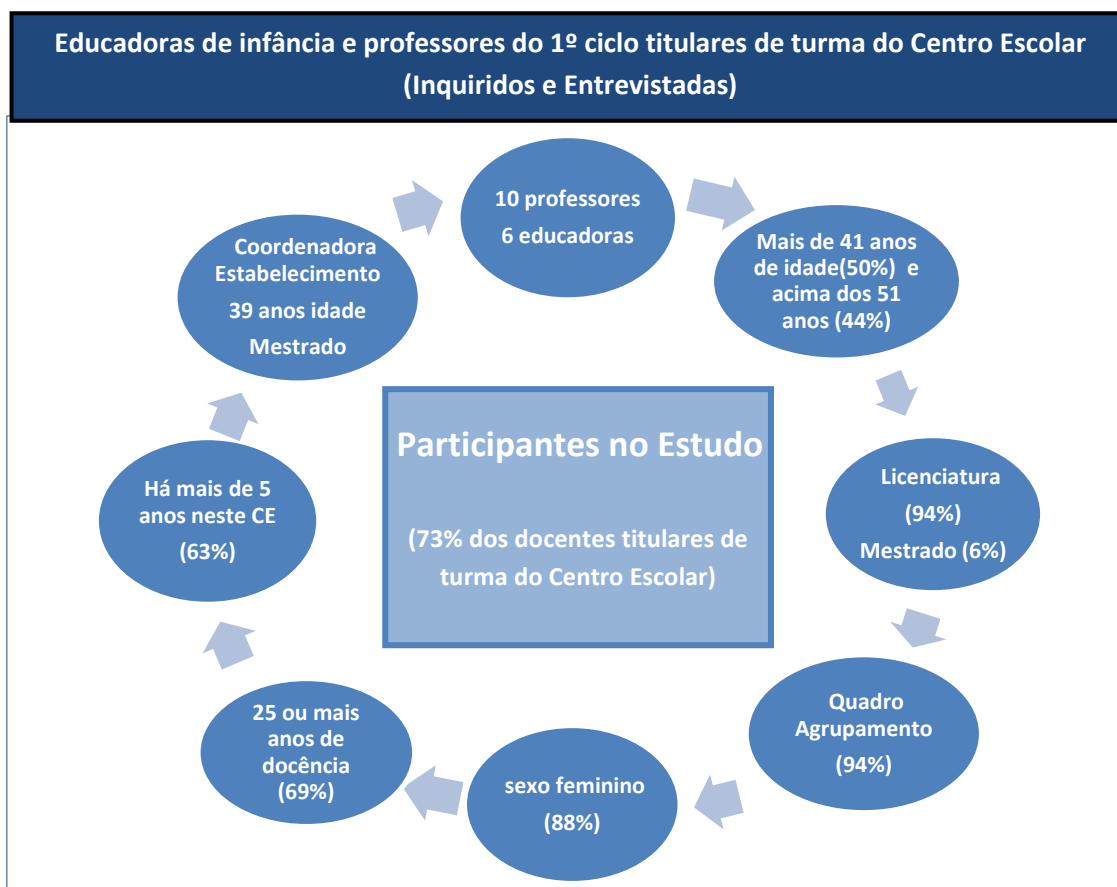 Educadoras de infância e professores do 1º ciclo titulares de turma do Centro Escolar
(Inquiridos e Entrevistadas)
10 professores
6 educadoras
Mais de 41 anos
de idade(50%) e
acima dos 51
anos (44%)
Licenciatura
(94%)
Mestrado (6%)
Quadro
Agrupamento
(94%)
sexo feminino
(88%)
25 ou mais
anos de
docência
(69%)
Há mais de 5
anos neste CE
(63%)
Coordenadora
Estabelecimento
39 anos idade
Mestrado
Participantes no Estudo
(73% dos docentes titulares de
turma do Centro Escolar)